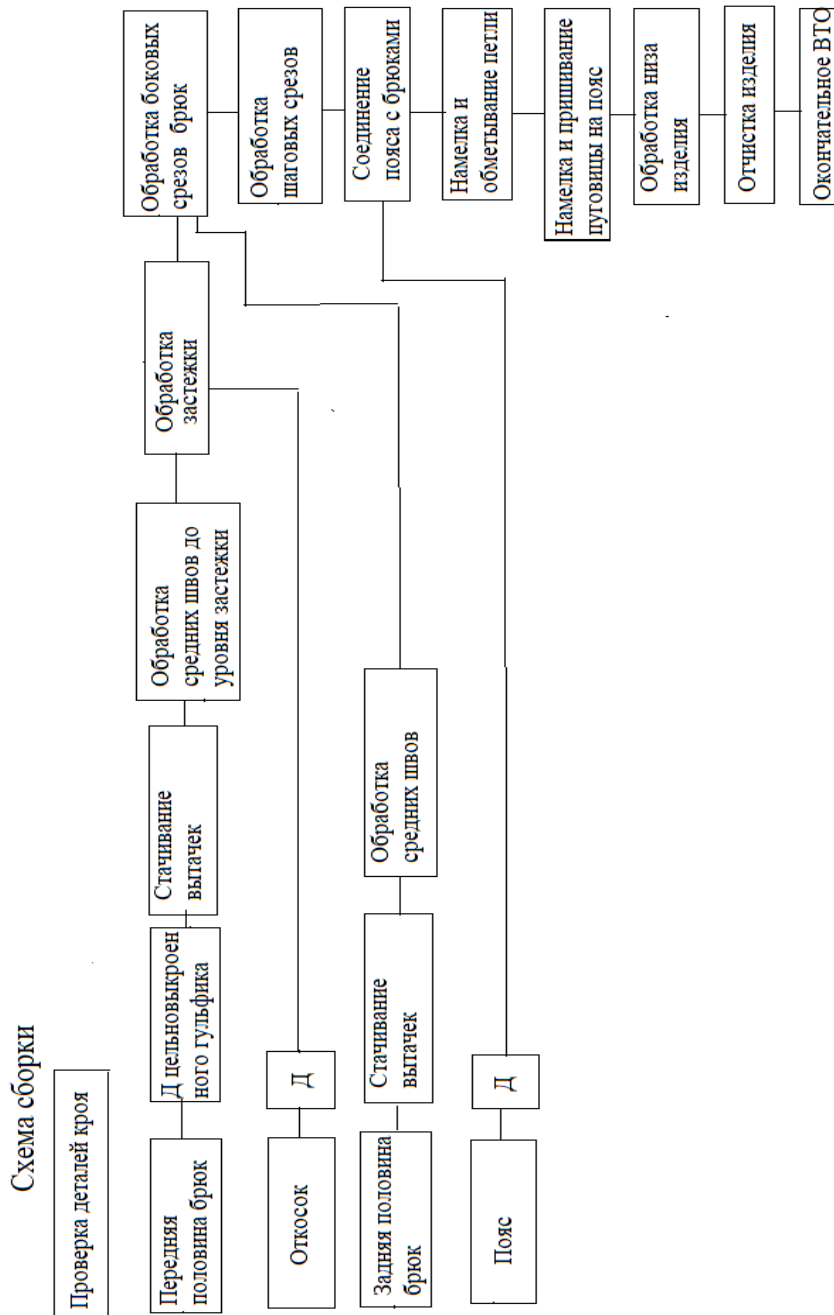 Схема сборки
Проверка деталей кроя
Передняя
половина брюк
Д цельновыкроен
ного гульфика
Стачивание
вытачек
Обработка
средних швов до
уровня застежки
Обработка
застежки
Обработка боковых
срезов брюк
Откосок
Д
Задняя половина
брюк
Стачивание
вытачек
Обработка
средних швов
Пояс
Д
Обработка
шаговых срезов
Соединение
пояса с брюками
Намелка и
обметывание петли
Намелка и пришивание
пуговицы на пояс
Обработка низа
изделия
Отчистка изделия
Окончательное ВТО